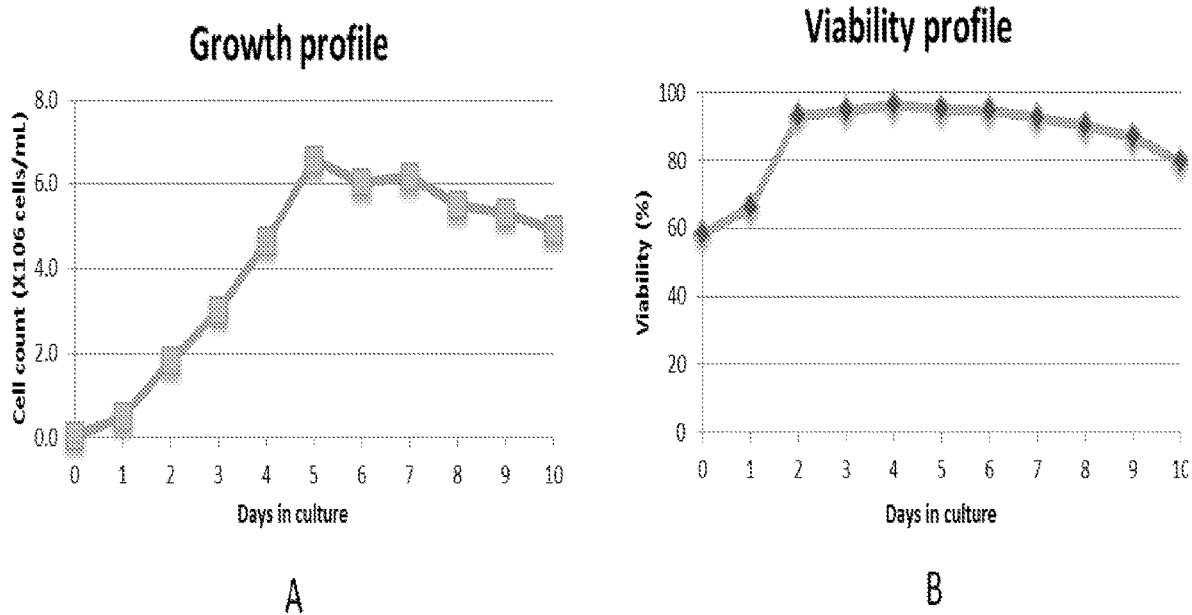 Growth profile
Cell count (X106 cells/mL)
8.0
6.0
4.0
2.0
0.0
0 1 2 3 4 5 6 7 8 9 10
Days in culture
A
Viability profile
Viability (%)
100
80
60
40
20
0
0 1 2 3 4 5 6 7 8 9 10
Days in culture
B